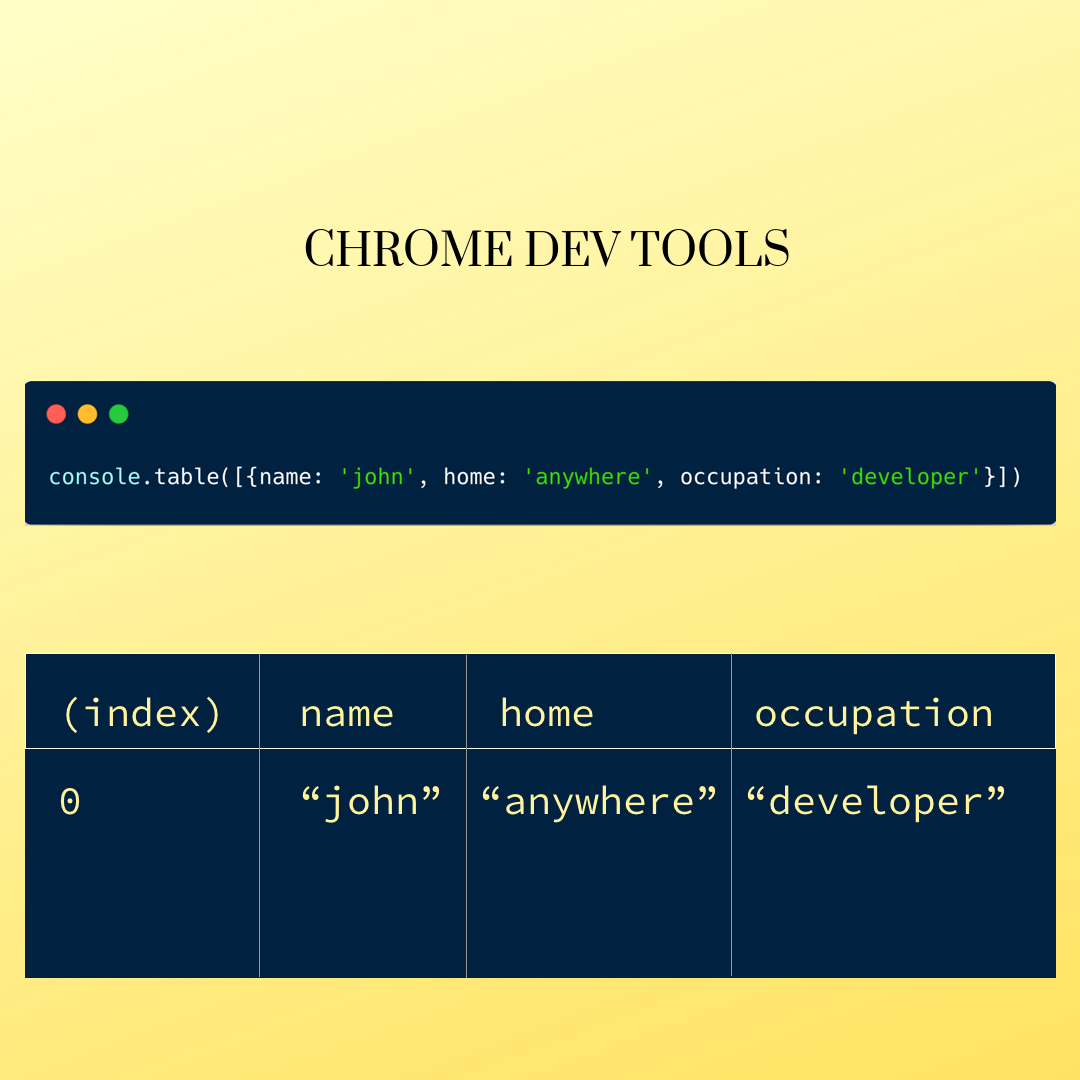 CHROME DEV TOOLS
console.table([{name: 'john', home: 'anywhere', occupation: 'developer'}])
(index) name home occupation
0 “john” “anywhere” “developer”